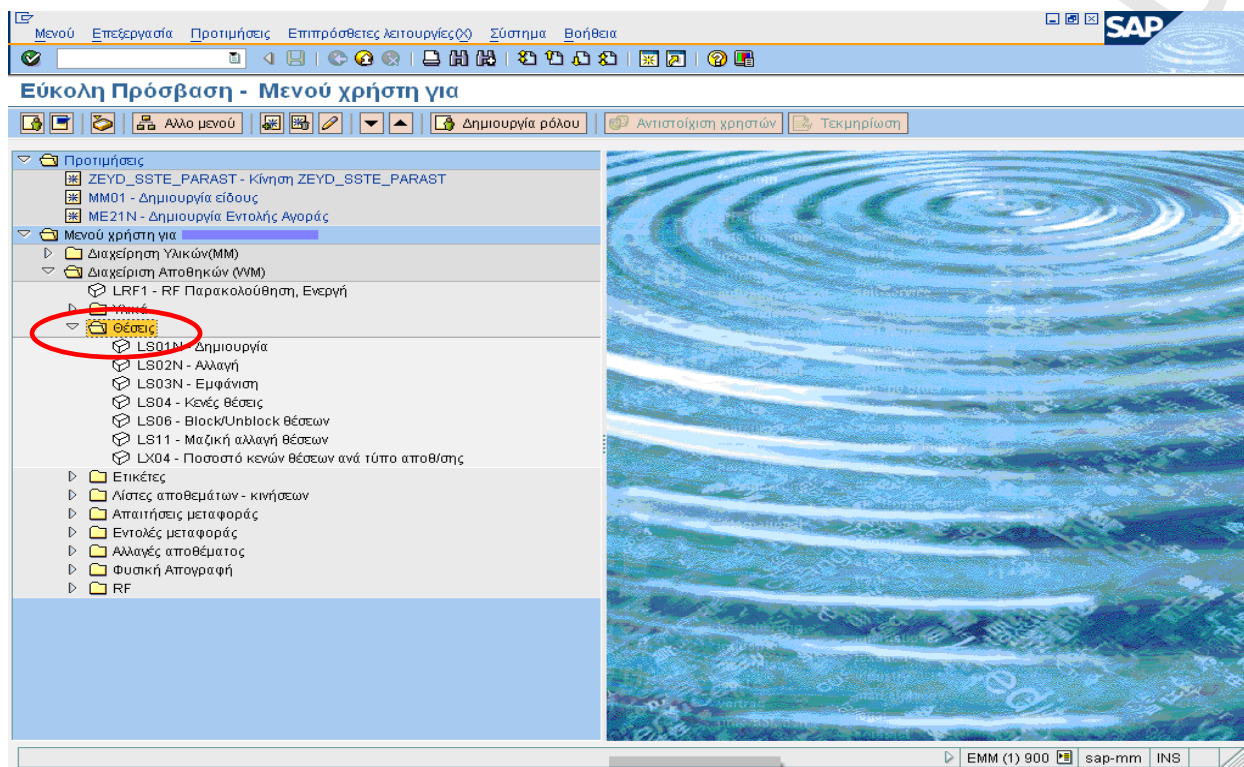 Μενού Επεξεργασία Προτιμήσεις Επιπρόσθετες λειτουργίες(X) Σύστημα Βοήθεια
SAP
Εύκολη Πρόσβαση - Μενού χρήστη για
Αλλο μενού Δημιουργία ρόλου Αντιστοίχιση χρηστών Τεκμηρίωση
Προτιμήσεις
ZEYD_SSTE_PARAST - Κίνηση ZEYD_SSTE_PARAST
MM01 - Δημιουργία είδους
ME21N - Δημιουργία Εντολής Αγοράς
Μενού χρήστη για
Διαχείρηση Υλικών(MM)
Διαχείριση Αποθηκών (WM)
LRF1 - RF Παρακολούθηση, Ενεργή
Υλικά
Θέσεις
LS01N - Δημιουργία
LS02N - Αλλαγή
LS03N - Εμφάνιση
LS04 - Κενές θέσεις
LS06 - Block/Unblock θέσεων
LS11 - Μαζική αλλαγή θέσεων
LX04 - Ποσοστό κενών θέσεων ανά τύπο αποθ/σης
Ετικέτες
Λίστες αποθεμάτων - κινήσεων
Απαιτήσεις μεταφοράς
Εντολές μεταφοράς
Αλλαγές αποθέματος
Φυσική Απογραφή
RF
EMM (1) 900 sap-mm INS